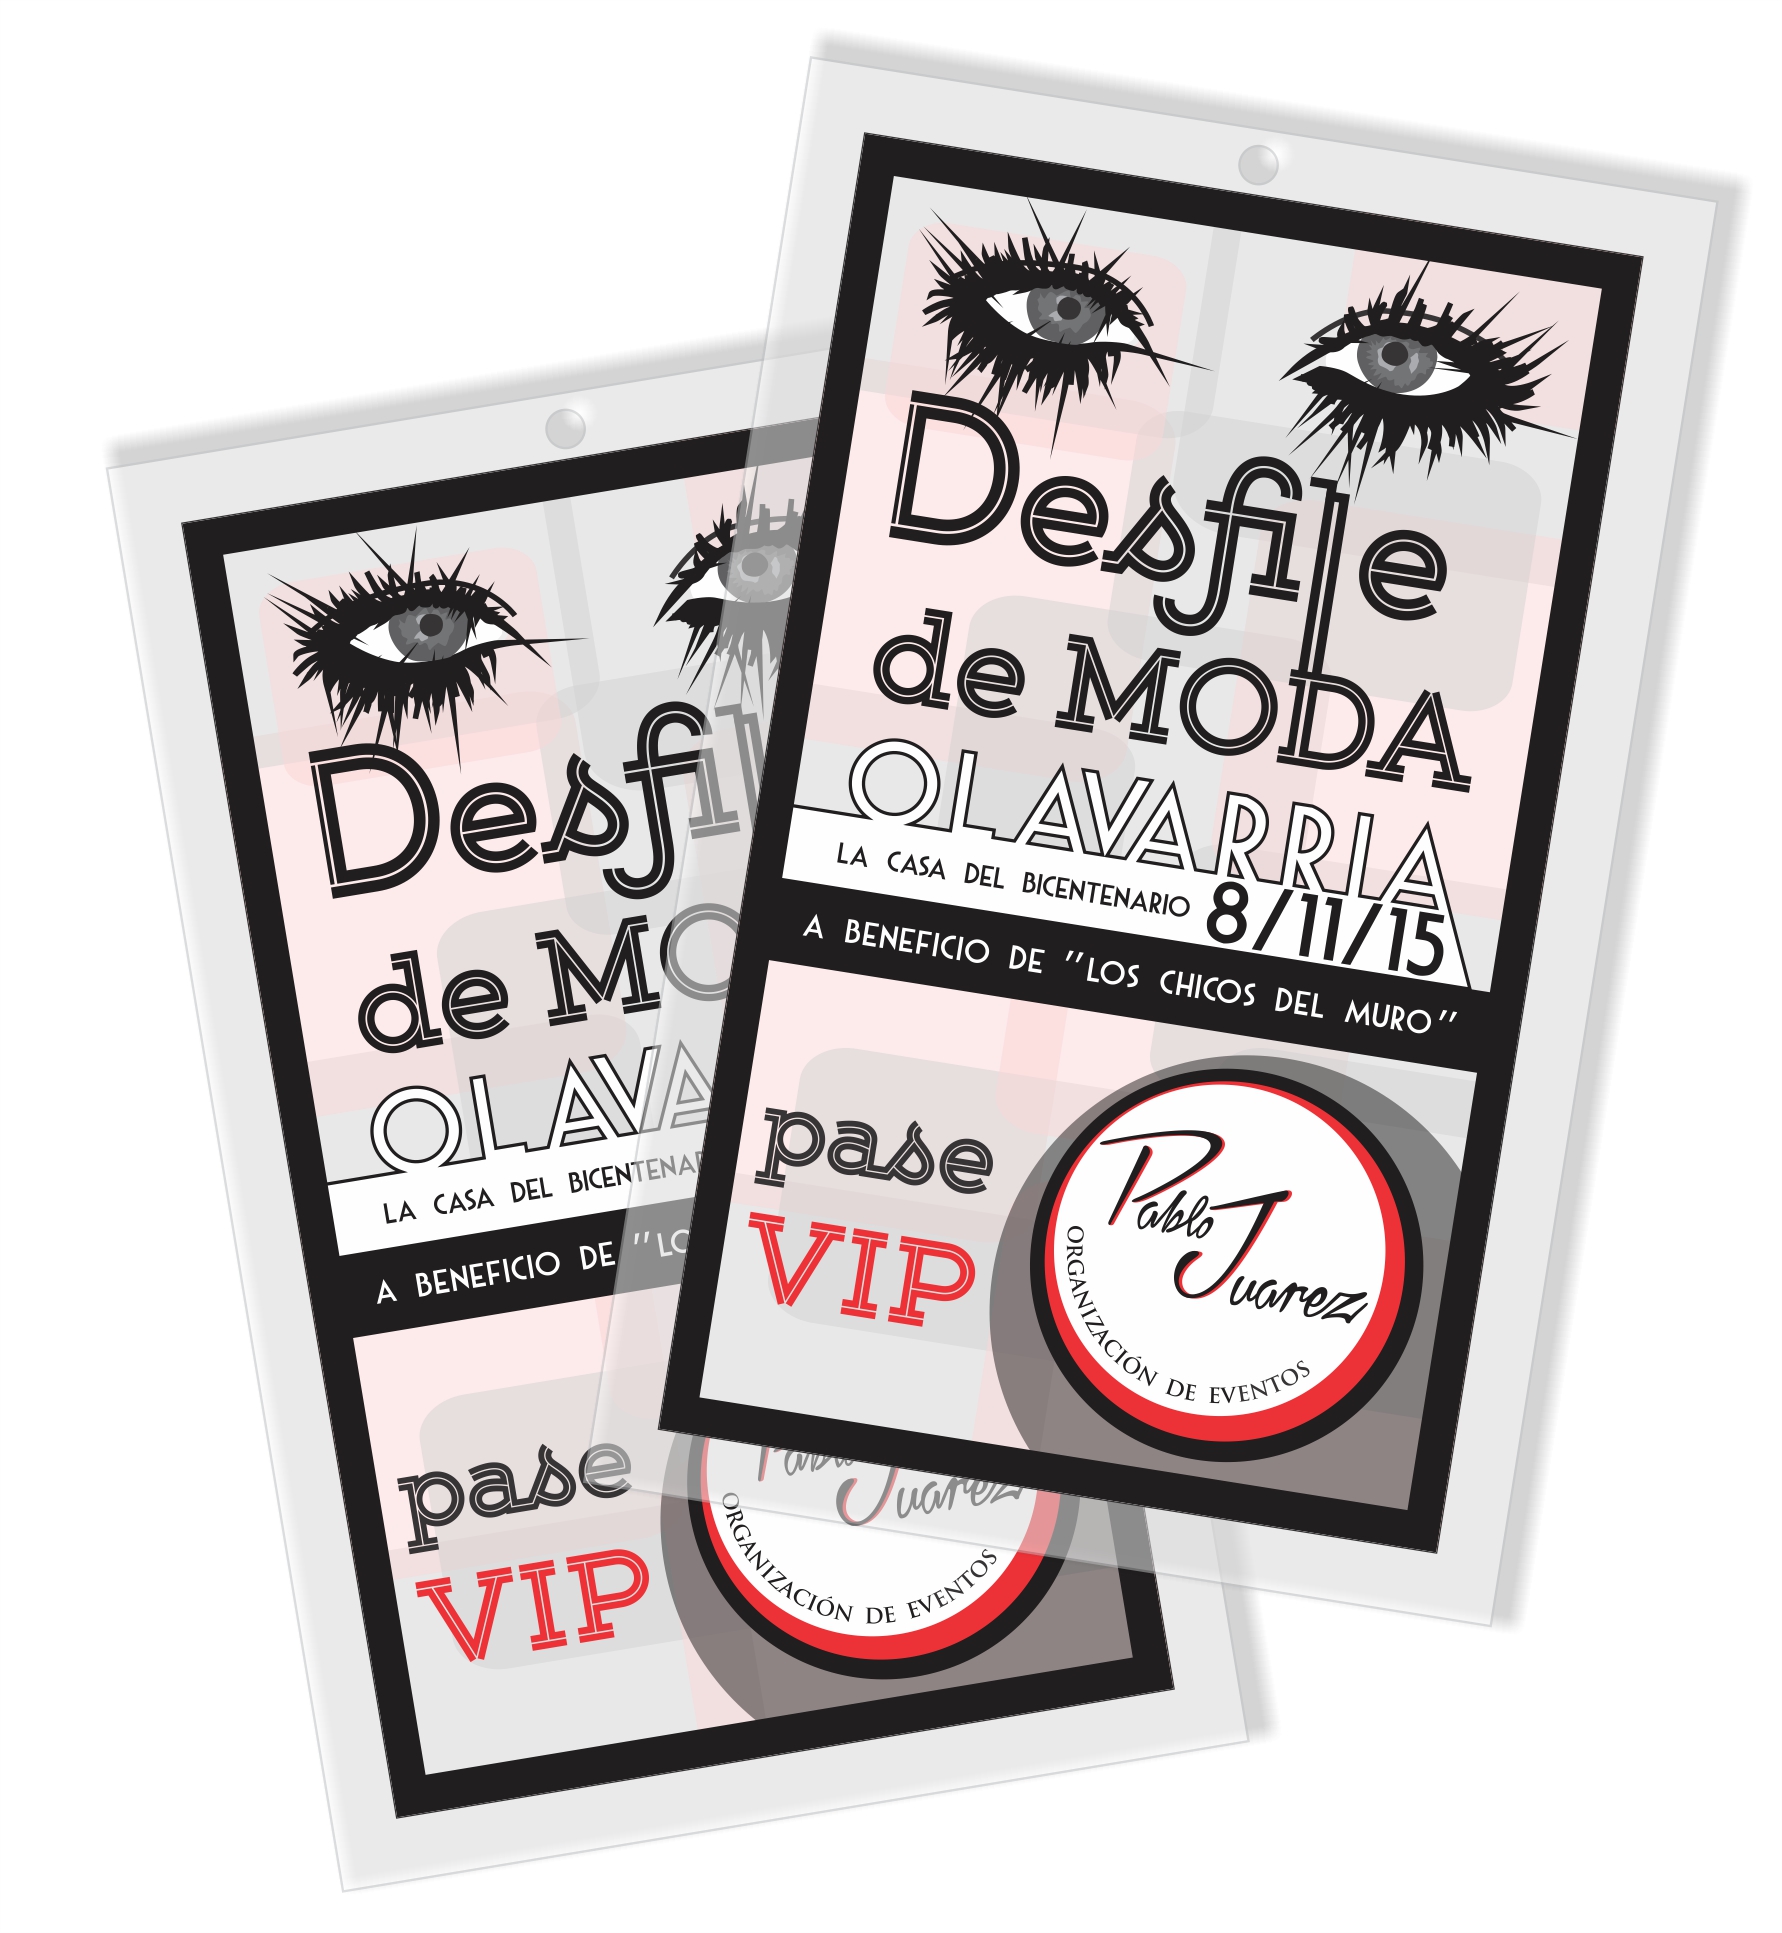 Desfile
de MODA
OLAVARRIA
LA CASA DEL BICENTENARIO 8/11/15
A BENEFICIO DE "LOS CHICOS DEL MURO"
pase
VIP
Pablo
Juarez
ORGANIZACIÓN DE EVENTOS
Desfil
de MO
OLAVA
LA CASA DEL BICENTENAR
A BENEFICIO DE "LO
pase
VIP
Pablo
Juarez
ORGANIZACIÓN DE EVENTOS